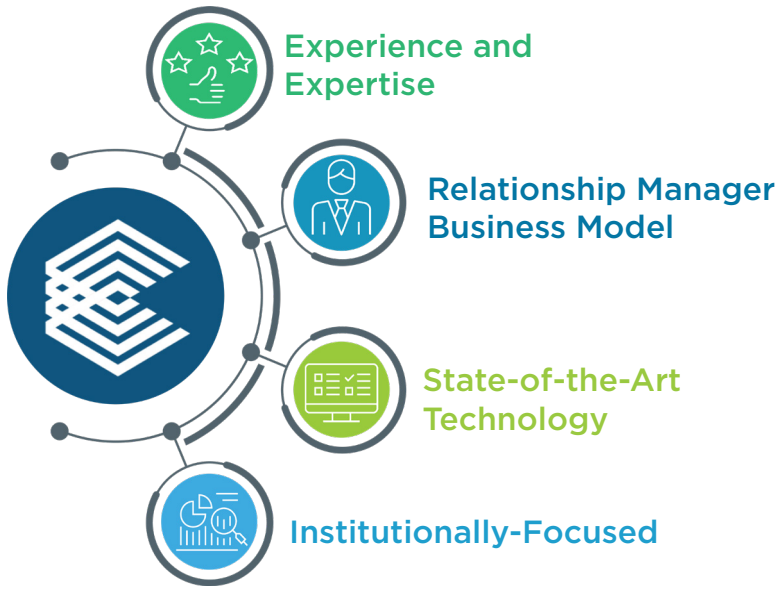 Experience and
Expertise
Relationship Manager
Business Model
State-of-the-Art
Technology
Institutionally-Focused